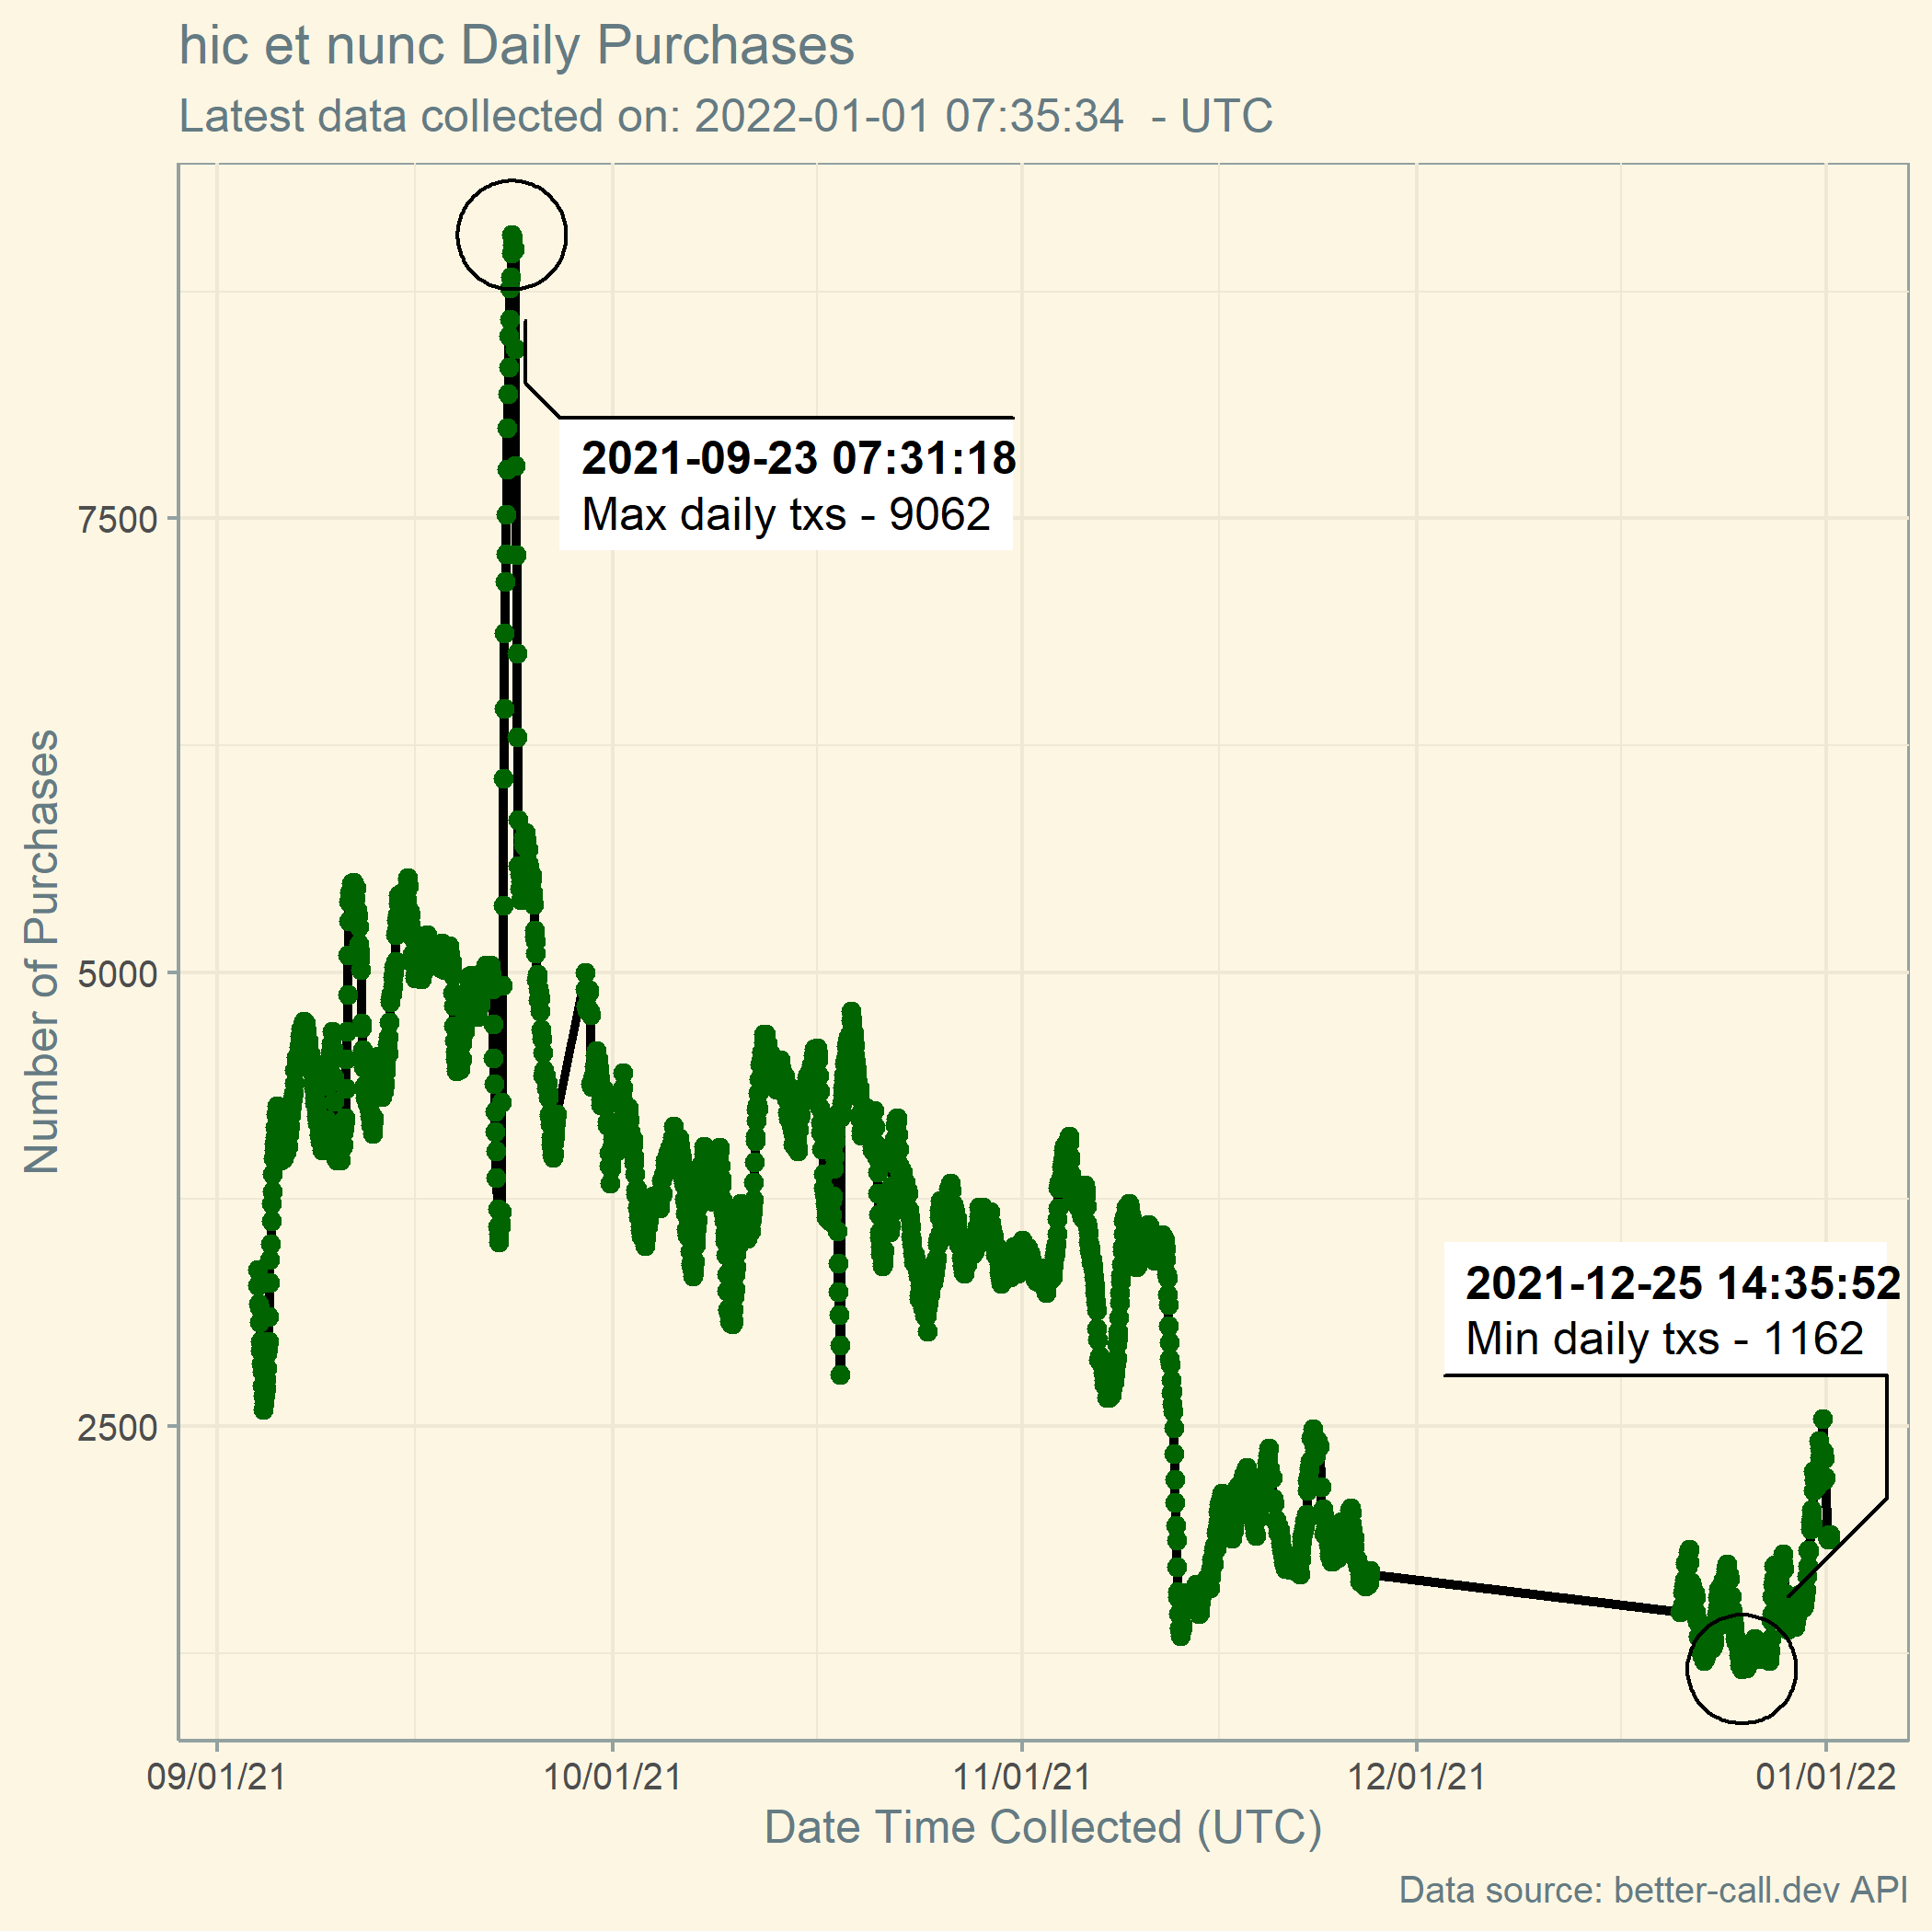 hic et nunc Daily Purchases
Latest data collected on: 2022-01-01 07:35:34 - UTC
Number of Purchases
7500
5000
2500
2021-09-23 07:31:18
Max daily txs - 9062
2021-12-25 14:35:52
Min daily txs - 1162
09/01/21 10/01/21 11/01/21 12/01/21 01/01/22
Date Time Collected (UTC)
Data source: better-call.dev API